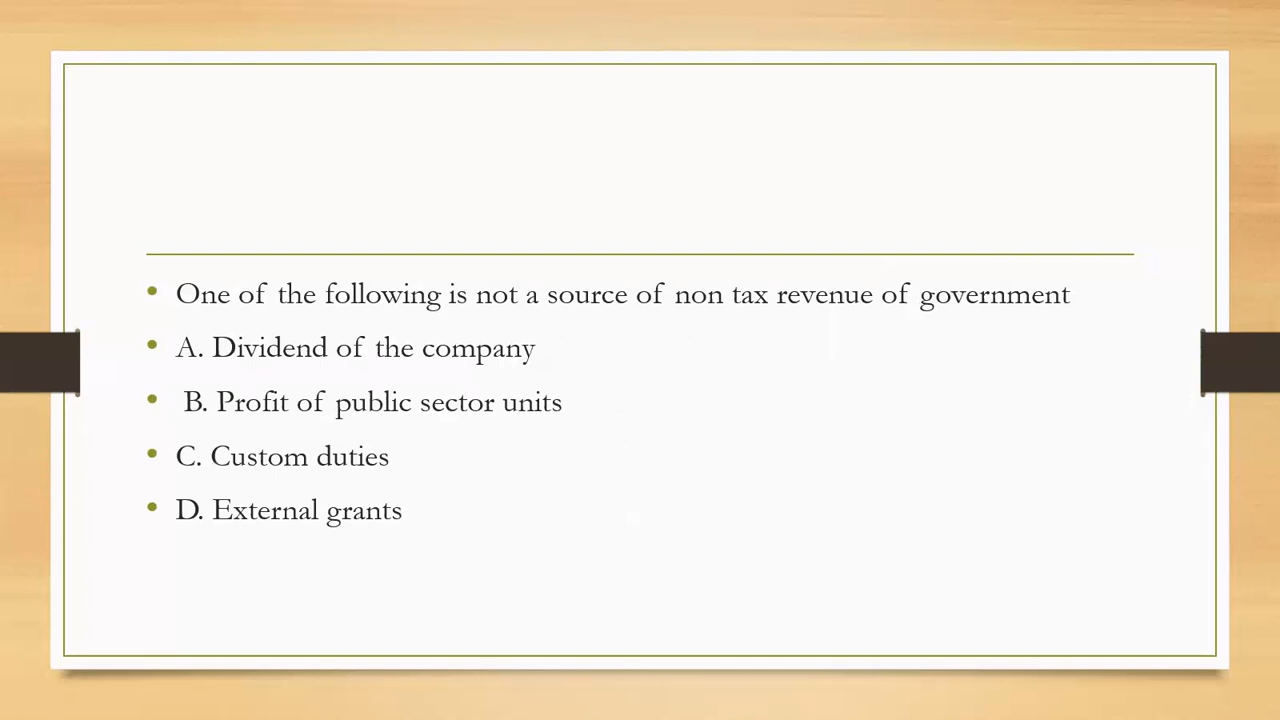 One of the following is not a source of non tax revenue of government
A. Dividend of the company
B. Profit of public sector units
C. Custom duties
D. External grants